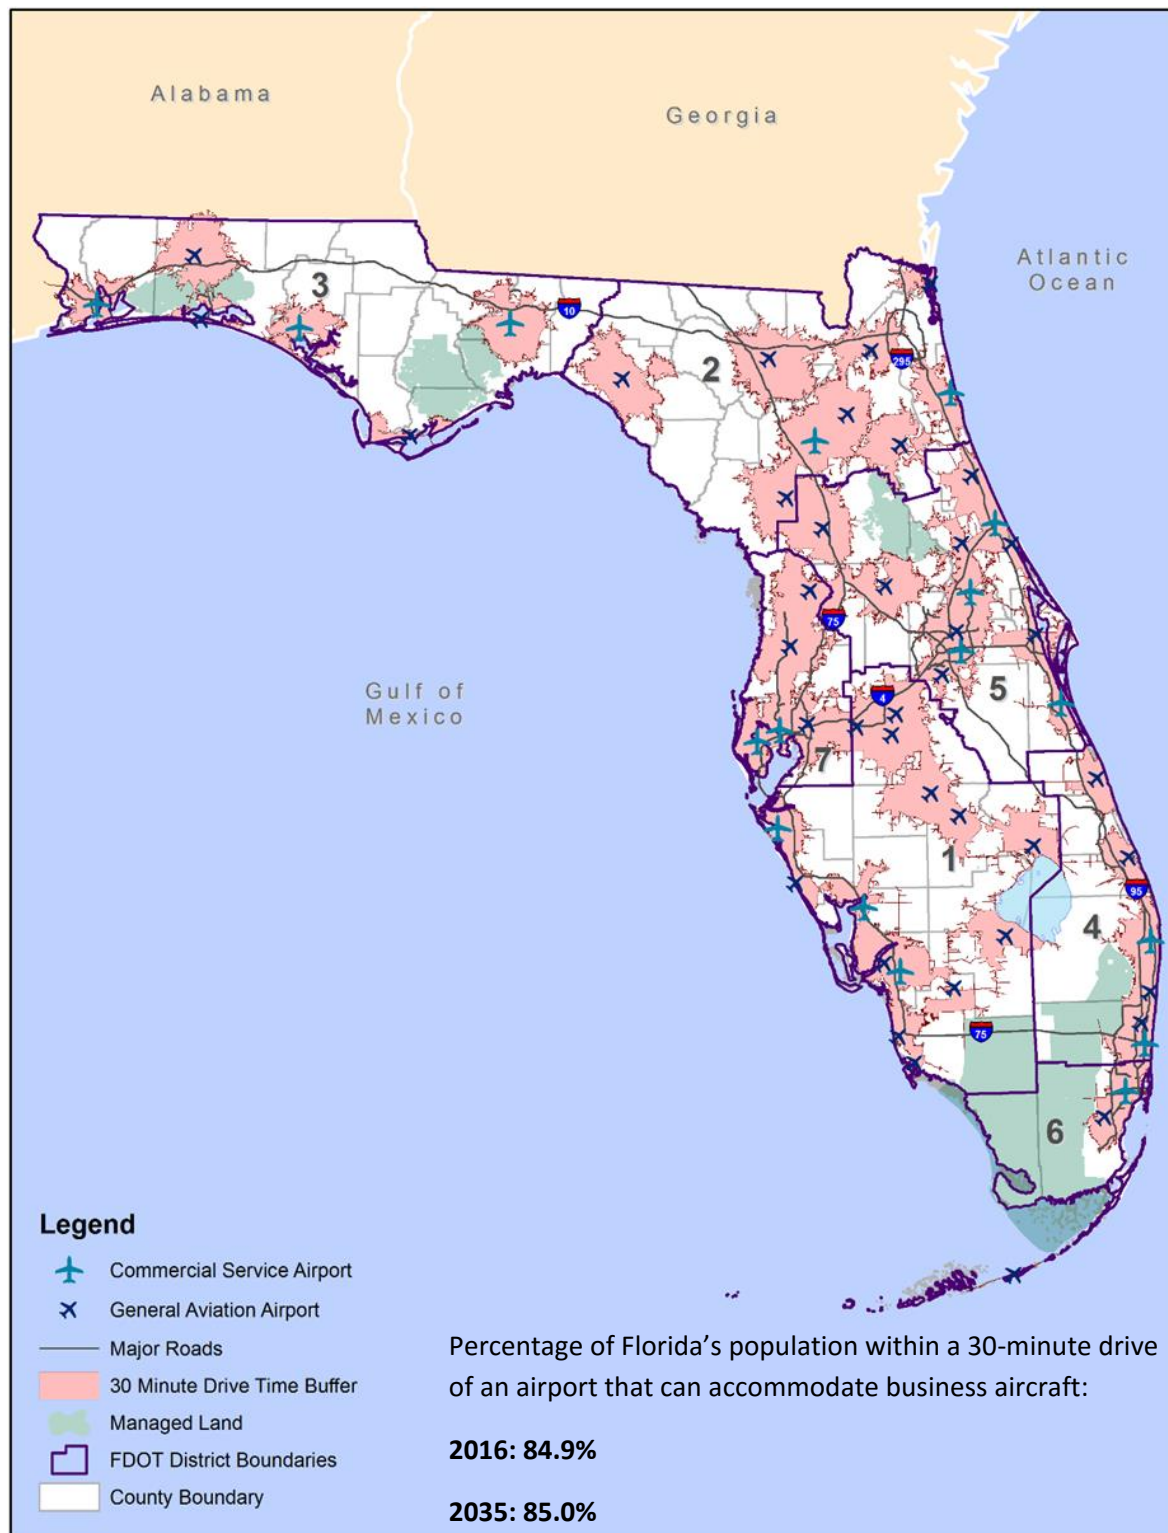 Alabama
Georgia
Atlantic
Ocean
3
10
2
295
75
Gulf of
Mexico
4
5
7
1
95
4
75
6
Legend
Commercial Service Airport
General Aviation Airport
Major Roads
30 Minute Drive Time Buffer
Managed Land
FDOT District Boundaries
County Boundary
Percentage of Florida’s population within a 30-minute drive
of an airport that can accommodate business aircraft:
2016: 84.9%
2035: 85.0%